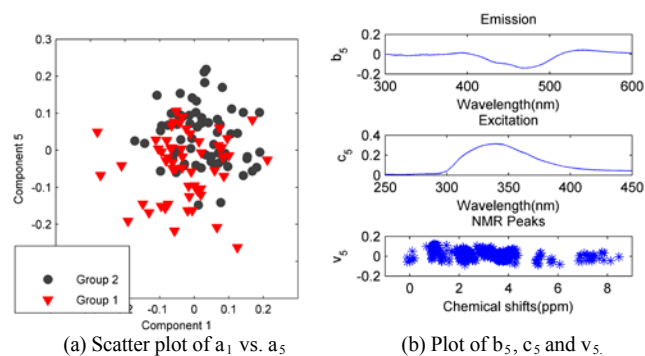 0.3
0.2
0.1
0
-0.1
-0.2
Component 5
-0.1
0
0.1
0.2
Component 1
Group 2
Group 1
(a) Scatter plot of a1 vs. a5
Emission
b5
0.2
0
-0.2
300
400
500
600
Wavelength(nm)
Excitation
c5
0.4
0.2
0
250
300
350
400
450
Wavelength(nm)
NMR Peaks
v5
0.2
0
-0.2
0
2
4
6
8
Chemical shifts(ppm)
(b) Plot of b5, c5 and v5.